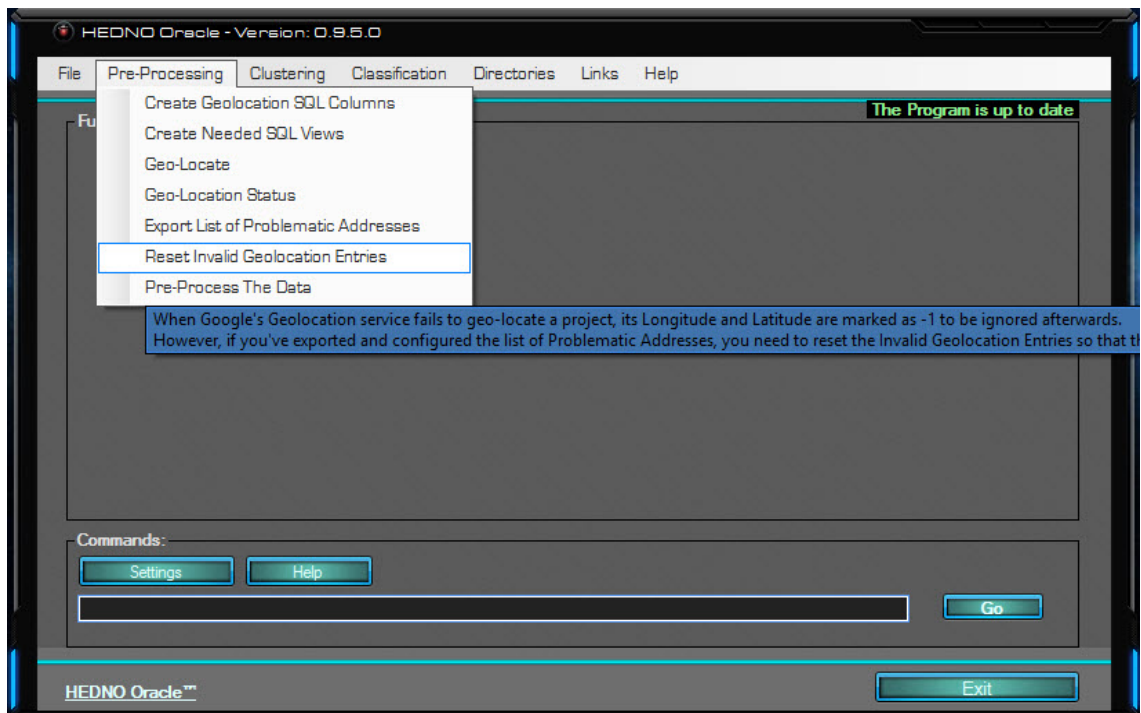 HEDNO Oracle - Version: 0.9.5.0
File Pre-Processing Clustering Classification Directories Links Help
The Program is up to date
Fu
Create Geolocation SQL Columns
Create Needed SQL Views
Geo-Locate
Geo-Location Status
Export List of Problematic Addresses
Reset Invalid Geolocation Entries
Pre-Process The Data
When Google's Geolocation service fails to geo-locate a project, its Longitude and Latitude are marked as -1 to be ignored afterwards.
However, if you've exported and configured the list of Problematic Addresses, you need to reset the Invalid Geolocation Entries so that th
Commands:
Settings Help
Go
HEDNO Oracle™
Exit